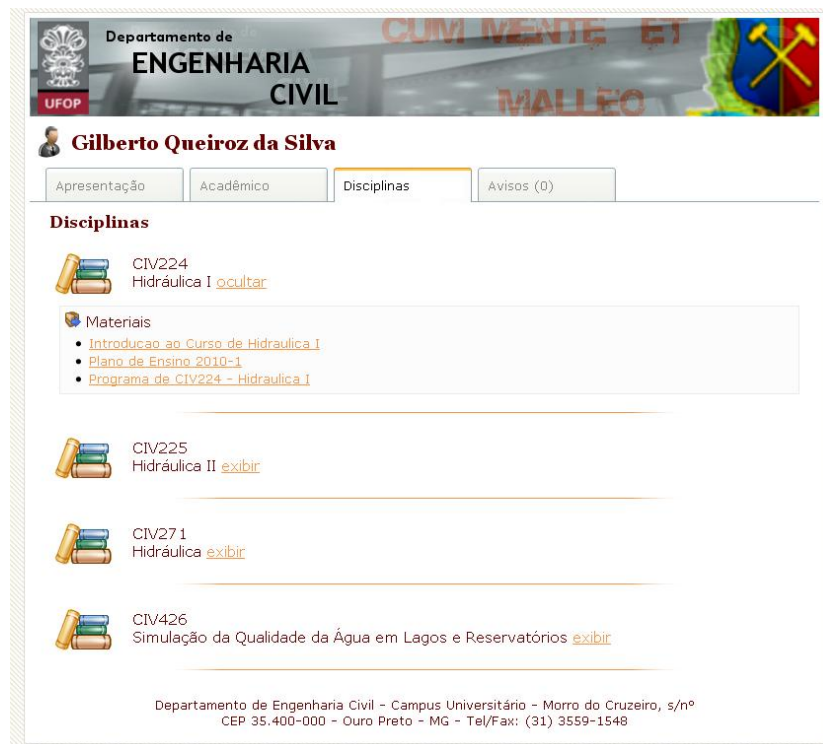 CUM MENTE ET
MALLEO
Departamento de
ENGENHARIA
CIVIL
UFOP
Gilberto Queiroz da Silva
Apresentação Acadêmico Disciplinas Avisos (0)
Disciplinas
CIV224
Hidráulica I ocultar
Materiais
Introducao ao Curso de Hidraulica I
Plano de Ensino 2010-1
Programa de CIV224 - Hidraulica I
CIV225
Hidráulica II exibir
CIV271
Hidráulica exibir
CIV426
Simulação da Qualidade da Água em Lagos e Reservatórios exibir
Departamento de Engenharia Civil - Campus Universitário - Morro do Cruzeiro, s/nº
CEP 35.400-000 - Ouro Preto - MG - Tel/Fax: (31) 3559-1548